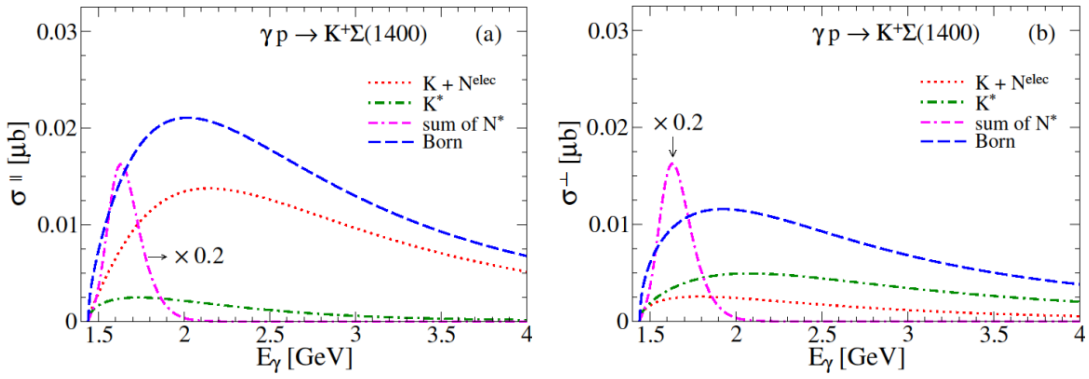 γ p → K⁺Σ(1400) (a)
0.03
K + N^elec
K*
sum of N*
Born
× 0.2
0.02
0.01
0
σ^∥ [μb]
1.5 2 2.5 3 3.5 4
E_γ [GeV]
γ p → K⁺Σ(1400) (b)
0.03
K + N^elec
K*
sum of N*
Born
× 0.2
0.02
0.01
0
σ^⊥ [μb]
1.5 2 2.5 3 3.5 4
E_γ [GeV]